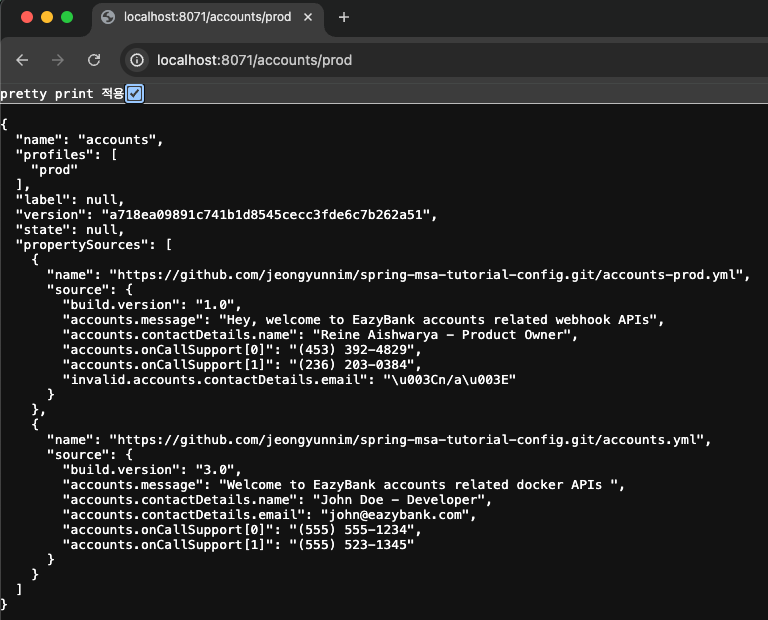 localhost:8071/accounts/prod
localhost:8071/accounts/prod
pretty print 적용
{
  "name": "accounts",
  "profiles": [
    "prod"
  ],
  "label": null,
  "version": "a718ea09891c741b1d8545cecc3fde6c7b262a51",
  "state": null,
  "propertySources": [
    {
      "name": "https://github.com/jeongyunnim/spring-msa-tutorial-config.git/accounts-prod.yml",
      "source": {
        "build.version": "1.0",
        "accounts.message": "Hey, welcome to EazyBank accounts related webhook APIs",
        "accounts.contactDetails.name": "Reine Aishwarya - Product Owner",
        "accounts.onCallSupport[0]": "(453) 392-4829",
        "accounts.onCallSupport[1]": "(236) 203-0384",
        "invalid.accounts.contactDetails.email": "\u003Cn/a\u003E"
      }
    },
    {
      "name": "https://github.com/jeongyunnim/spring-msa-tutorial-config.git/accounts.yml",
      "source": {
        "build.version": "3.0",
        "accounts.message": "Welcome to EazyBank accounts related docker APIs ",
        "accounts.contactDetails.name": "John Doe - Developer",
        "accounts.contactDetails.email": "john@eazybank.com",
        "accounts.onCallSupport[0]": "(555) 555-1234",
        "accounts.onCallSupport[1]": "(555) 523-1345"
      }
    }
  ]
}